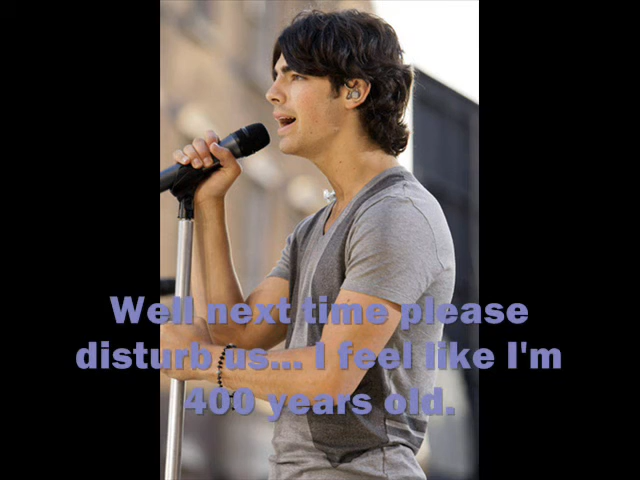 Well next time please
disturb us... I feel like I'm
400 years old.